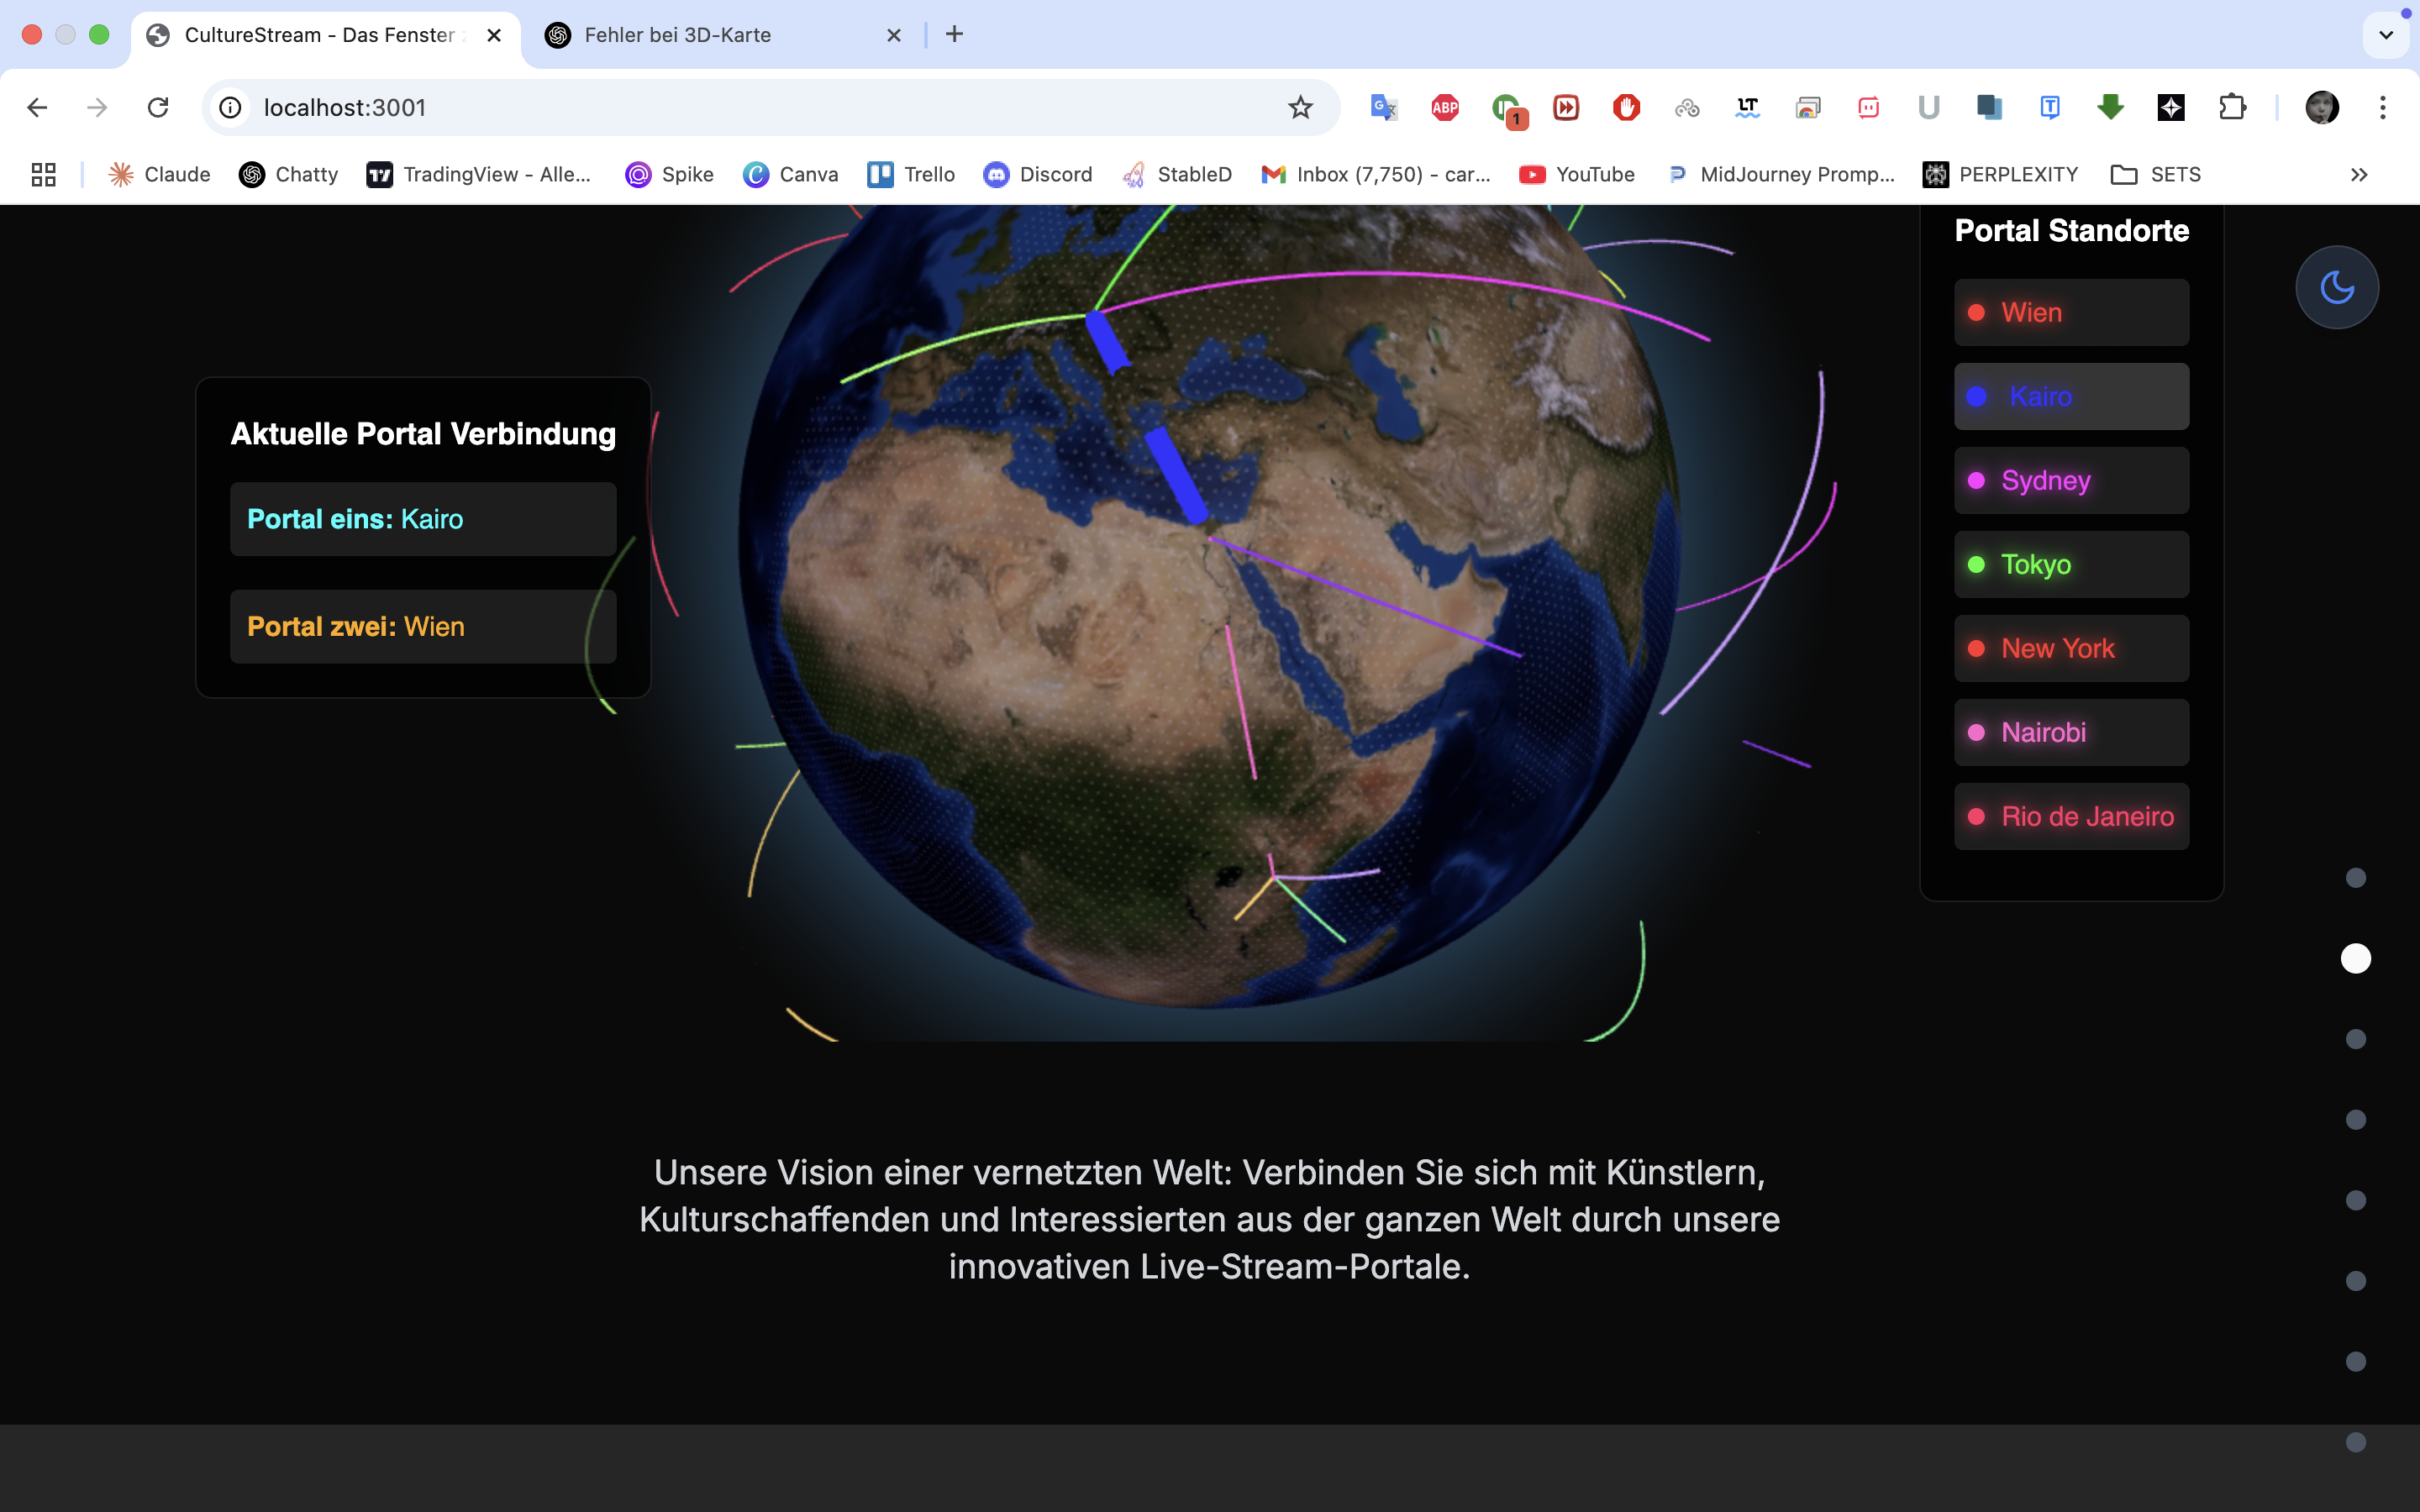 CultureStream - Das Fenster
Fehler bei 3D-Karte
localhost:3001
ABP
1
LT
U
T
Claude
Chatty
TradingView - Alle...
Spike
Canva
Trello
Discord
StableD
Inbox (7,750) - car...
YouTube
MidJourney Promp...
PERPLEXITY
SETS
Portal Standorte
Wien
Kairo
Sydney
Tokyo
New York
Nairobi
Rio de Janeiro
Aktuelle Portal Verbindung
Portal eins: Kairo
Portal zwei: Wien
Unsere Vision einer vernetzten Welt: Verbinden Sie sich mit Künstlern,
Kulturschaffenden und Interessierten aus der ganzen Welt durch unsere
innovativen Live-Stream-Portale.